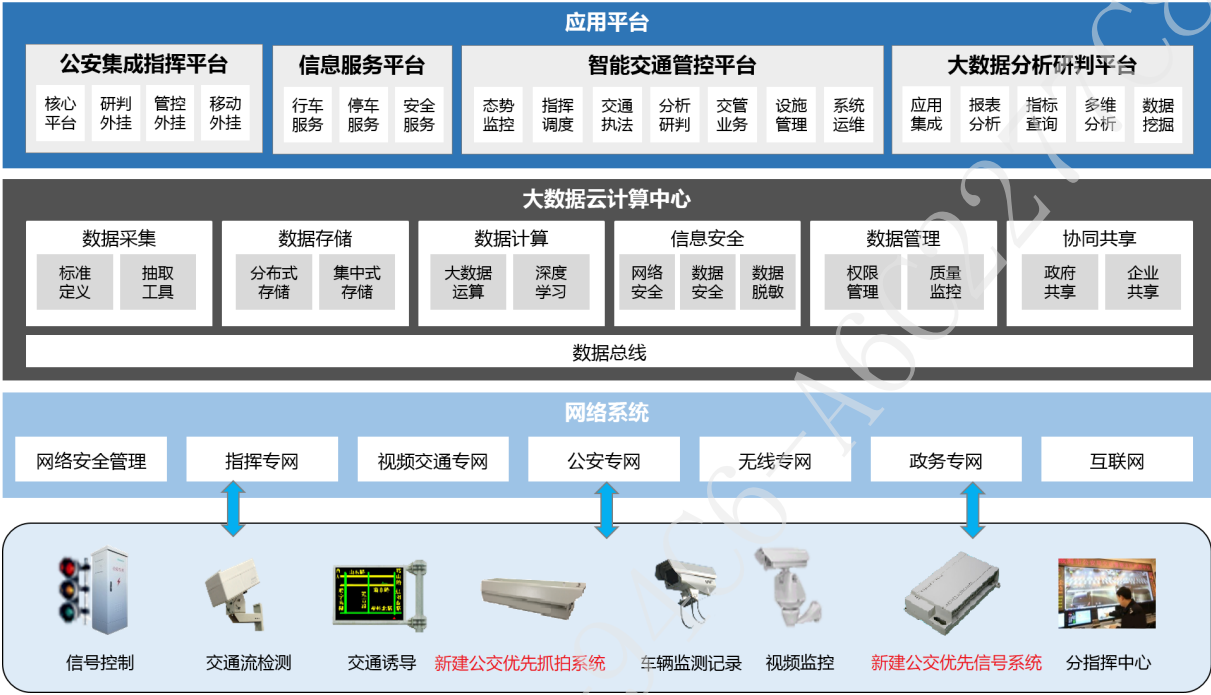 应用平台
公安集成指挥平台
核心
平台
研判
外挂
管控
外挂
移动
外挂
信息服务平台
行车
服务
停车
服务
安全
服务
智能交通管控平台
态势
监控
指挥
调度
交通
执法
分析
研判
交管
业务
设施
管理
系统
运维
大数据分析研判平台
应用
集成
报表
分析
指标
查询
多维
分析
数据
挖掘
大数据云计算中心
数据采集
标准
定义
抽取
工具
数据存储
分布式
存储
集中式
存储
数据计算
大数据
运算
深度
学习
信息安全
网络
安全
数据
安全
数据
脱敏
数据管理
权限
管理
质量
监控
协同共享
政府
共享
企业
共享
数据总线
网络系统
网络安全管理
指挥专网
视频交通专网
公安专网
无线专网
政务专网
互联网
信号控制
交通流检测
交通诱导
新建公交优先抓拍系统
车辆监测记录
视频监控
新建公交优先信号系统
分指挥中心